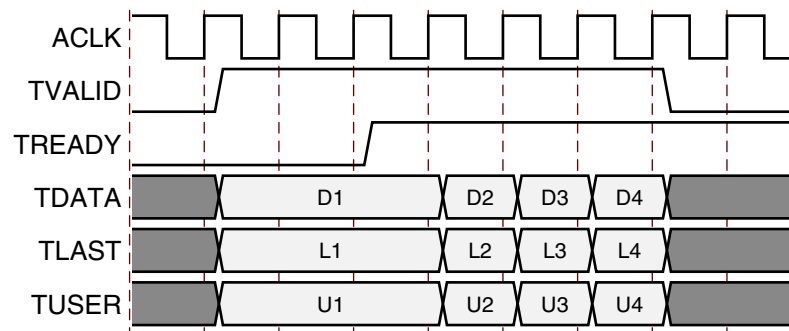 ACLK
TVALID
TREADY
TDATA D1 D2 D3 D4
TLAST L1 L2 L3 L4
TUSER U1 U2 U3 U4